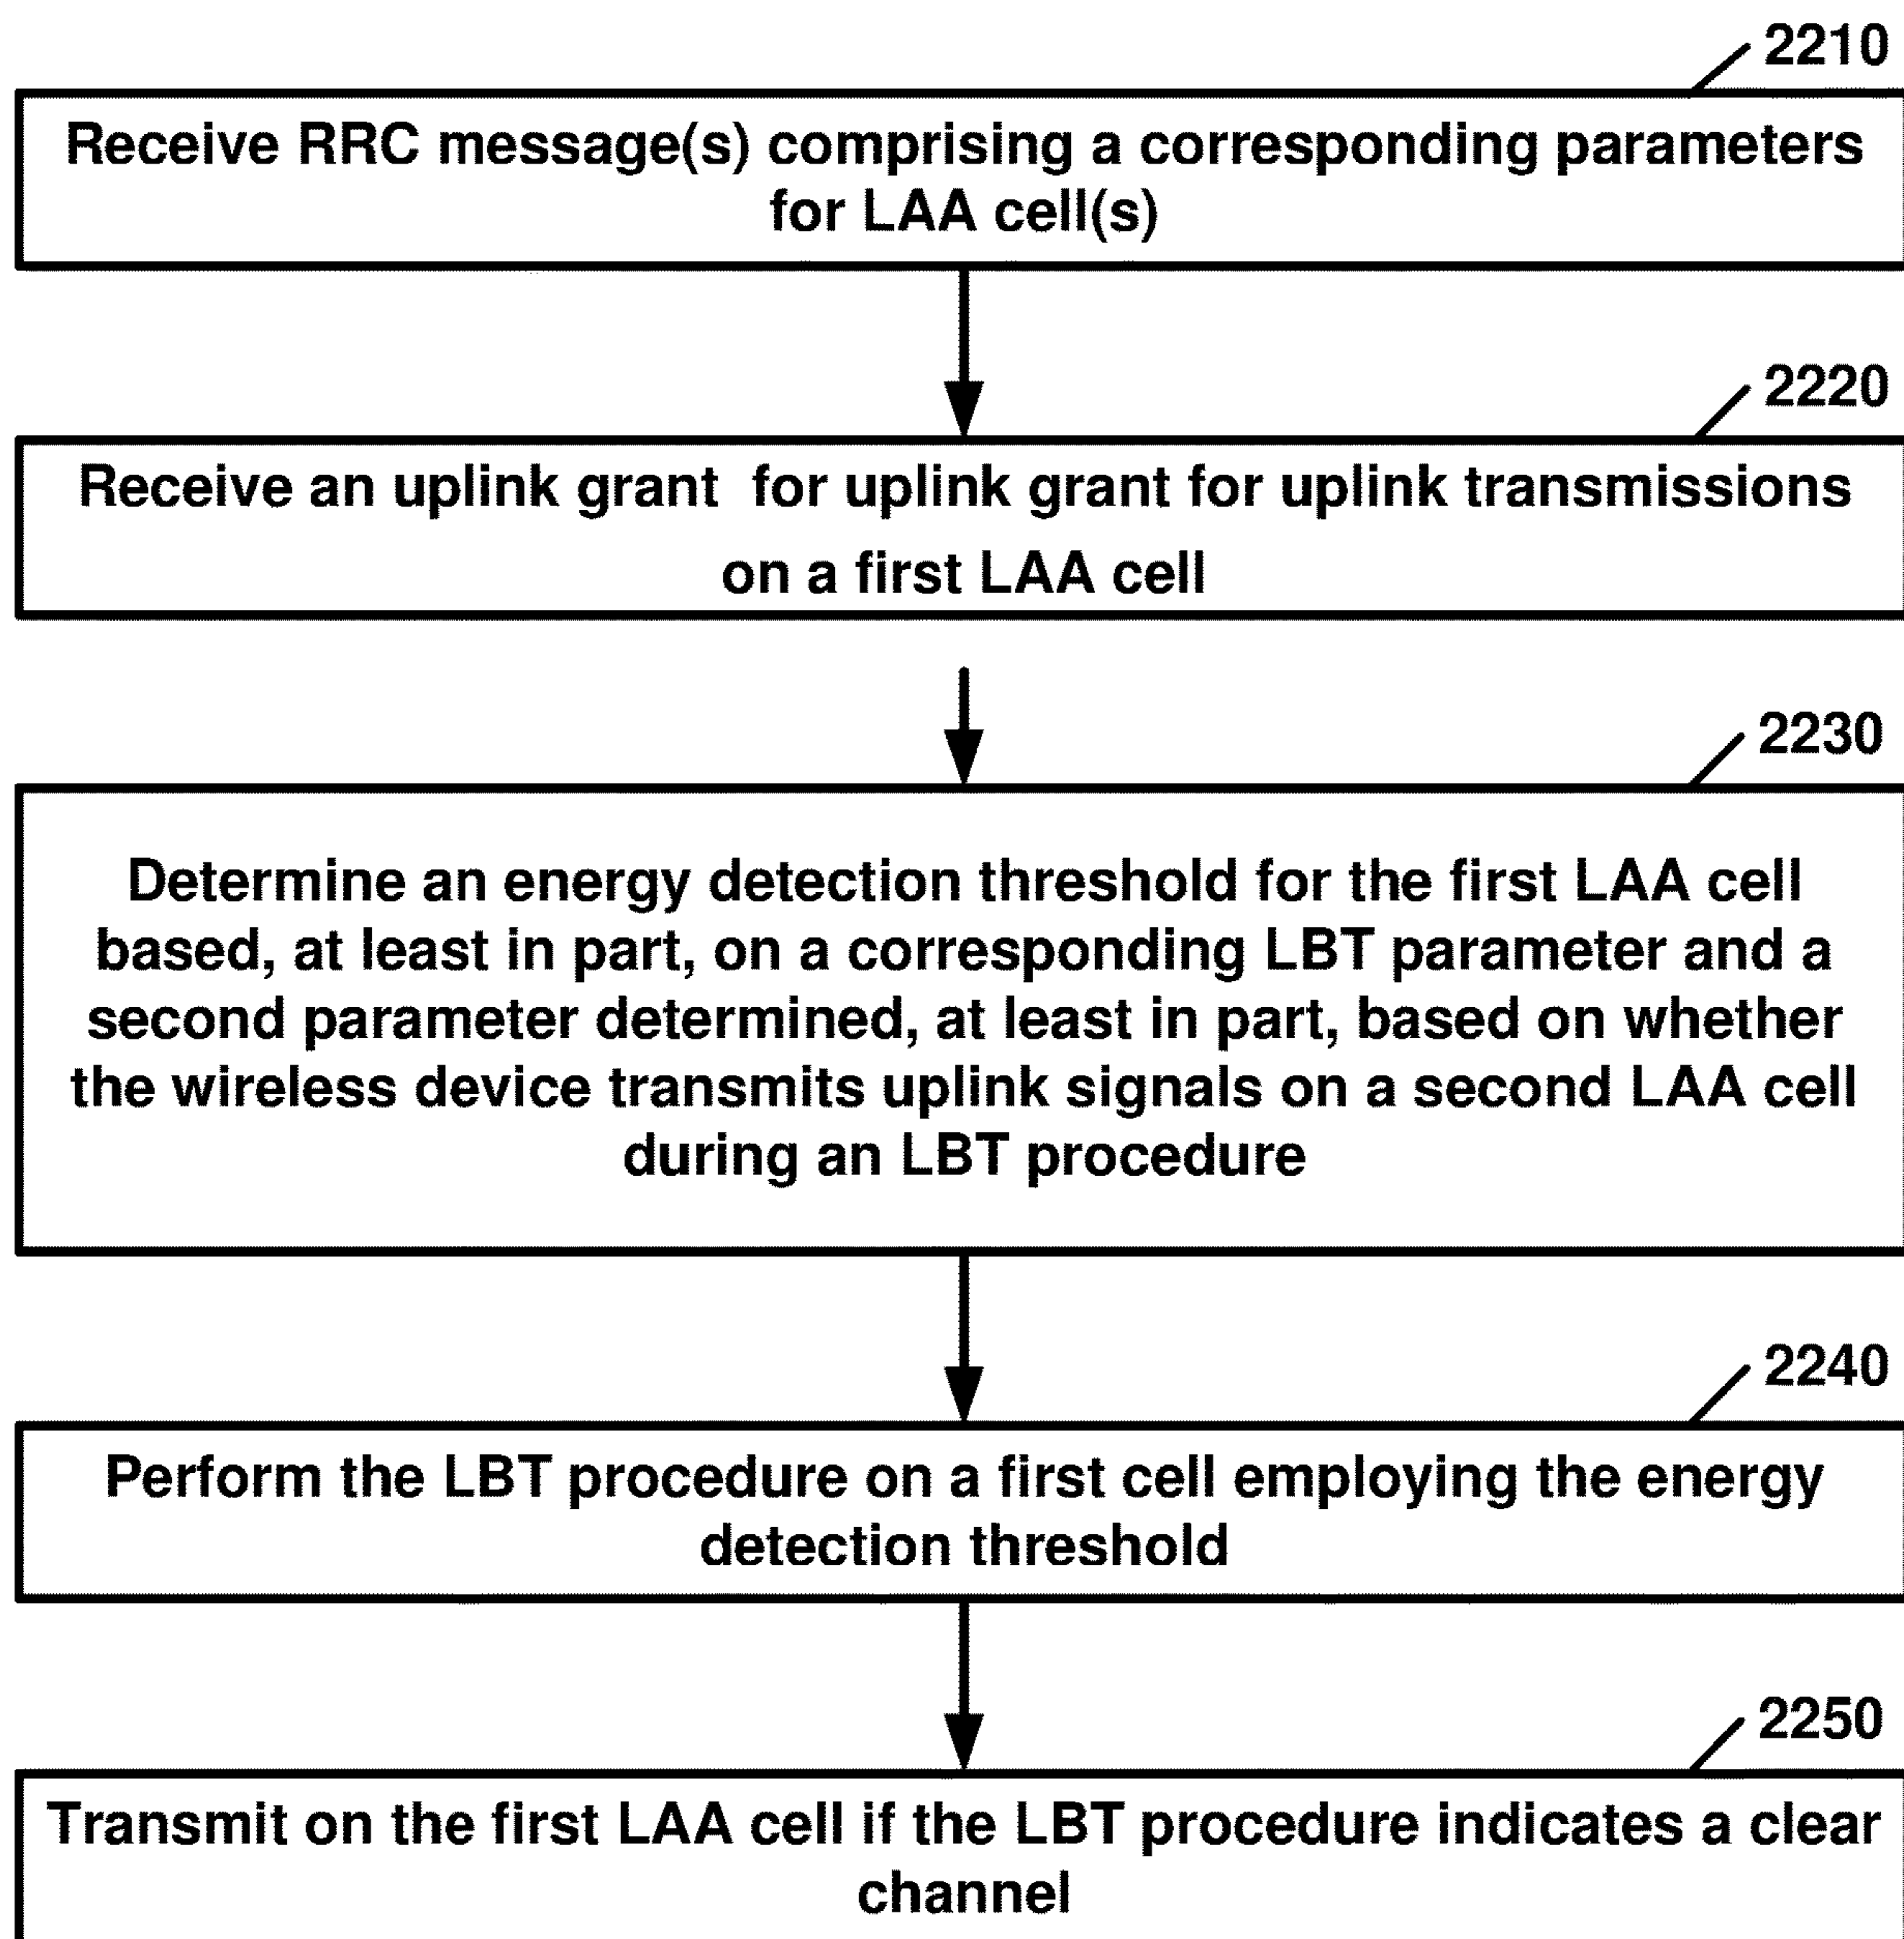 2210
Receive RRC message(s) comprising a corresponding parameters
for LAA cell(s)
2220
Receive an uplink grant for uplink grant for uplink transmissions
on a first LAA cell
2230
Determine an energy detection threshold for the first LAA cell
based, at least in part, on a corresponding LBT parameter and a
second parameter determined, at least in part, based on whether
the wireless device transmits uplink signals on a second LAA cell
during an LBT procedure
2240
Perform the LBT procedure on a first cell employing the energy
detection threshold
2250
Transmit on the first LAA cell if the LBT procedure indicates a clear
channel